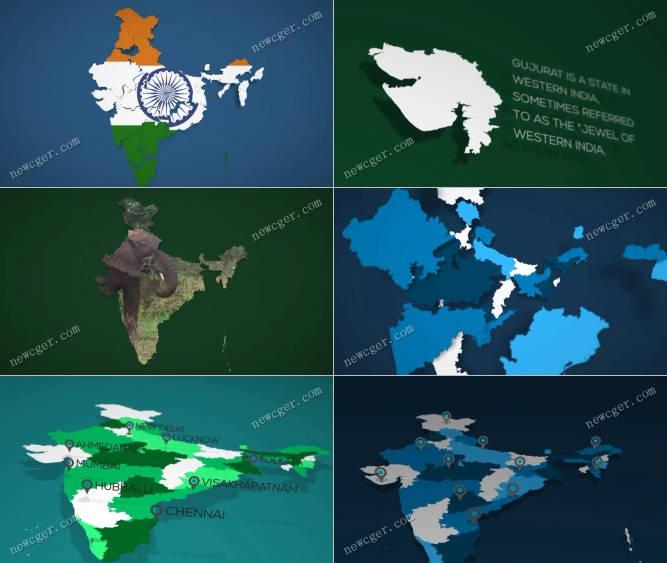 newcger.com
newcger.com
newcger.com
newcger.com
GUJURAT IS A STATE IN
WESTERN INDIA,
SOMETIMES REFERRED
TO AS THE "JEWEL OF
WESTERN INDIA.
newcger.com
newcger.com
newcger.com
newcger.com
newcger.com
NEW DELHI
LUCKNOW
AHMEDABAD
KOLKATA
MUMBAI
HUBBALLI
VISAKHAPATNAM
CHENNAI
newcger.com
newcger.com
newcger.com